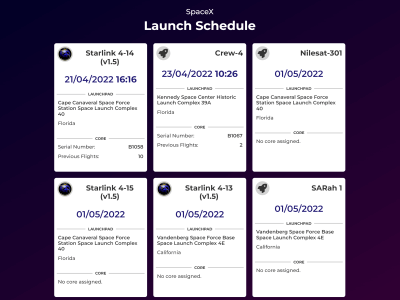 SpaceX
Launch Schedule
Starlink 4-14
(v1.5)
21/04/2022 16:16
LAUNCHPAD
Cape Canaveral Space Force
Station Space Launch Complex
40
Florida
CORE
Serial Number: B1058
Previous Flights: 10
Crew-4
23/04/2022 10:26
LAUNCHPAD
Kennedy Space Center Historic
Launch Complex 39A
Florida
CORE
Serial Number: B1067
Previous Flights: 2
Nilesat-301
01/05/2022
LAUNCHPAD
Cape Canaveral Space Force
Station Space Launch Complex
40
Florida
CORE
No core assigned.
Starlink 4-15
(v1.5)
01/05/2022
LAUNCHPAD
Cape Canaveral Space Force
Station Space Launch Complex
40
Florida
CORE
No core assigned.
Starlink 4-13
(v1.5)
01/05/2022
LAUNCHPAD
Vandenberg Space Force Base
Space Launch Complex 4E
California
CORE
No core assigned.
SARah 1
01/05/2022
LAUNCHPAD
Vandenberg Space Force Base
Space Launch Complex 4E
California
CORE
No core assigned.